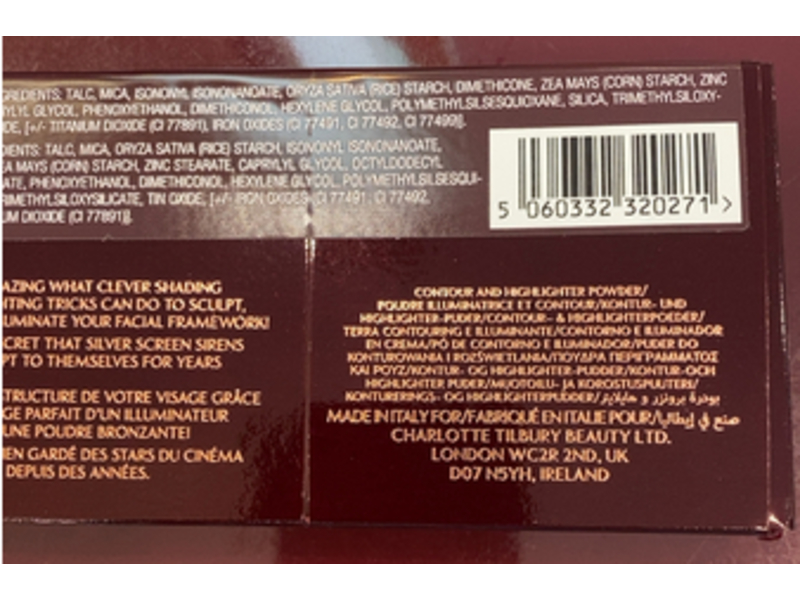 GREDIENTS: TALC, MICA, ISONONYL ISONONANOATE, ORYZA SATIVA (RICE) STARCH, DIMETHICONE, ZEA MAYS (CORN) STARCH, ZINC
RYLYL GLYCOL, PHENOXYETHANOL, DIMETHICONOL, HEXYLENE GLYCOL, POLYMETHYLSILSESQUIOXANE, SILICA, TRIMETHYLSILOXY-
DE, [+/- TITANIUM DIOXIDE (CI 77891), IRON OXIDES (CI 77491, CI 77492, CI 77499)].
DIENTS: TALC, MICA, ORYZA SATIVA (RICE) STARCH, ISONONYL ISONONANOATE,
EA MAYS (CORN) STARCH, ZINC STEARATE, CAPRYLYL GLYCOL, OCTYLDODECYL
ATE, PHENOXYETHANOL, DIMETHICONOL, HEXYLENE GLYCOL, POLYMETHYLSILSESQUI-
TRIMETHYLSILOXYSILICATE, TIN OXIDE, [+/- IRON OXIDES (CI 77491, CI 77492,
UM DIOXIDE (CI 77891)].
5 060332 320271 >
AZING WHAT CLEVER SHADING
HTING TRICKS CAN DO TO SCULPT,
UMINATE YOUR FACIAL FRAMEWORK!
CRET THAT SILVER SCREEN SIRENS
PT TO THEMSELVES FOR YEARS
TRUCTURE DE VOTRE VISAGE GRÂCE
GE PARFAIT D'UN ILLUMINATEUR
UNE POUDRE BRONZANTE!
EN GARDÉ DES STARS DU CINÉMA
DEPUIS DES ANNÉES.
CONTOUR AND HIGHLIGHTER POWDER/
POUDRE ILLUMINATRICE ET CONTOUR/KONTUR- UND
HIGHLIGHTER-PUDER/CONTOUR- & HIGHLIGHTERPOEDER/
TERRA CONTOURING E ILLUMINANTE/CONTORNO E ILUMINADOR
EN CREMA/PÓ DE CONTORNO E ILUMINADOR/PUDER DO
KONTUROWANIA I ROZŚWIETLANIA/ΠΟΥΔΡΑ ΠΕΡΙΓΡΑΜΜΑΤΟΣ
ΚΑΙ ΡΟΥΖ/KONTUR- OG HIGHLIGHTER-PUDDER/KONTUR-OCH
HIGHLIGHTER PUDER/MUOTOILU- JA KOROSTUSPUUTERI/
KONTURERINGS- OG HIGHLIGHTERPUDDER/بودرة برونزر و هايلايتر
MADE IN ITALY FOR/FABRIQUÉ EN ITALIE POUR/صنع في إيطاليا
CHARLOTTE TILBURY BEAUTY LTD.
LONDON WC2R 2ND, UK
D07 N5YH, IRELAND